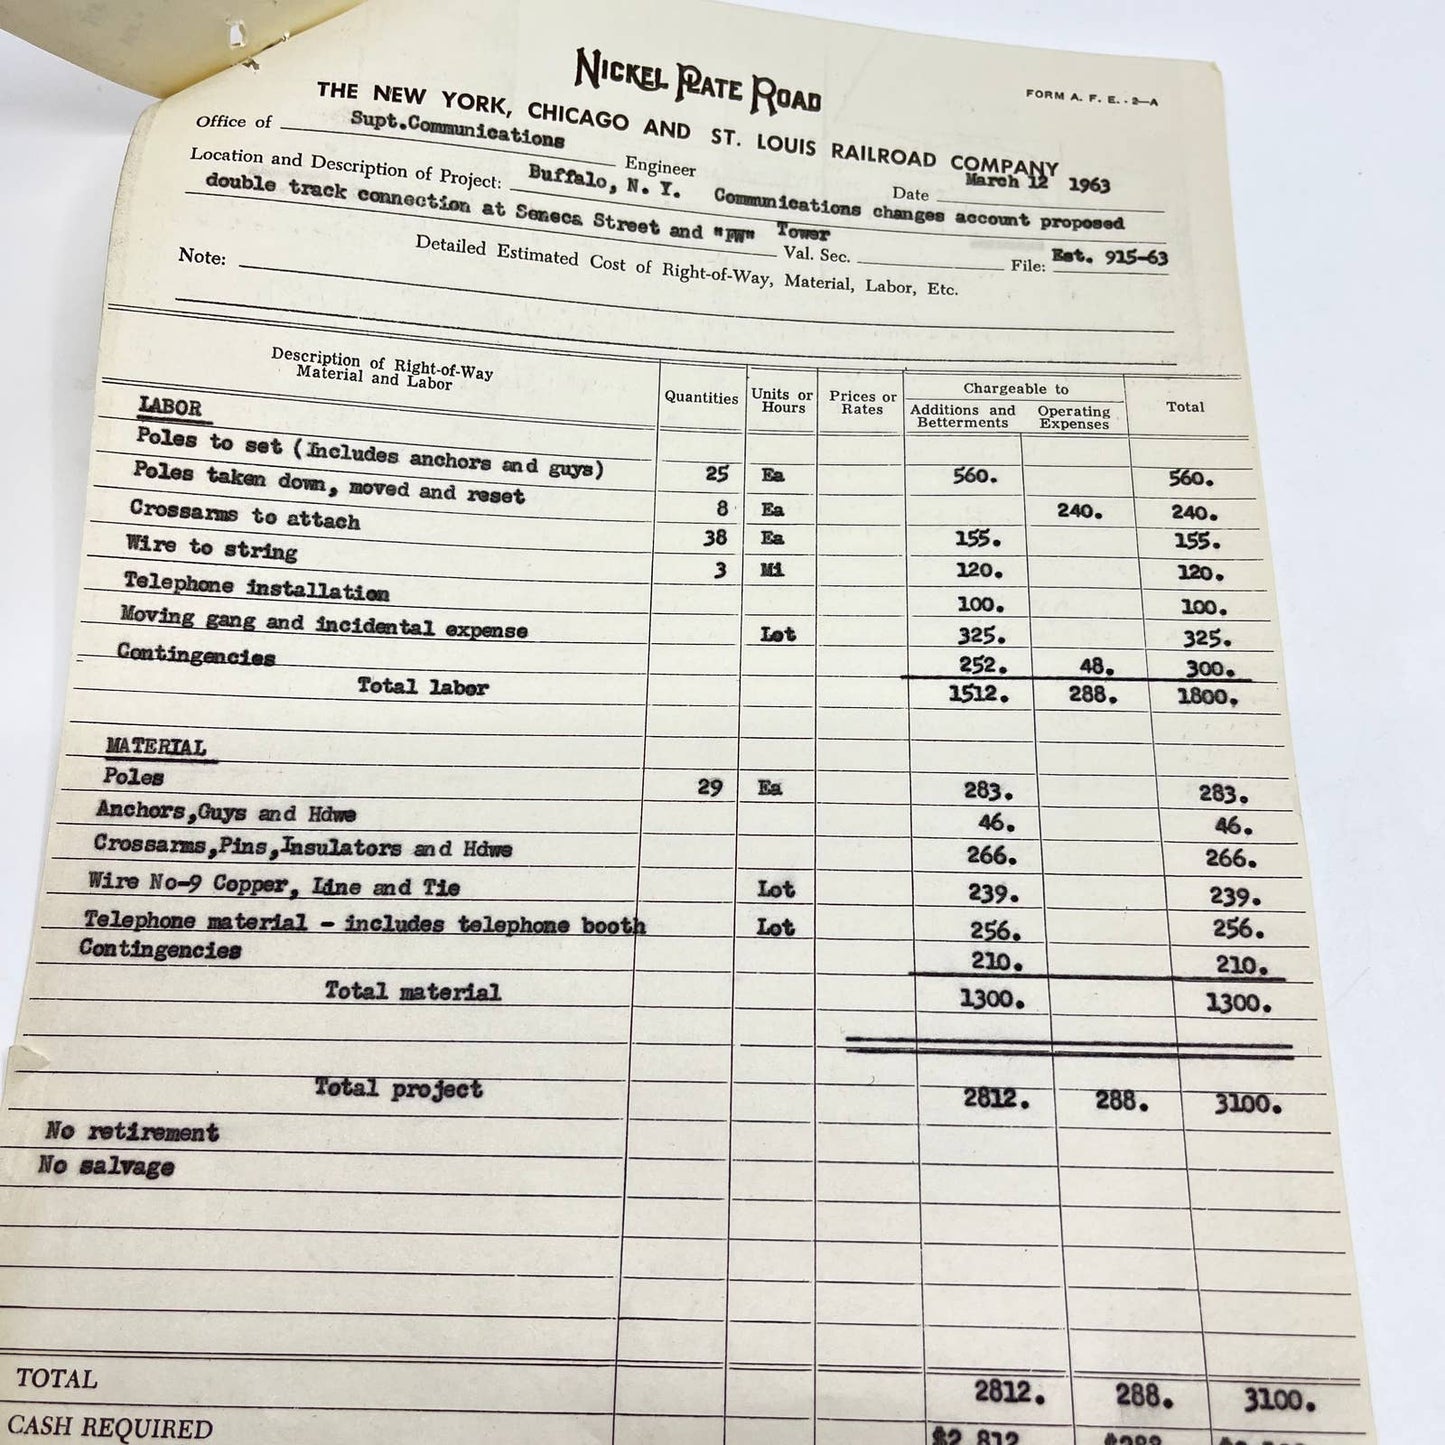 NICKEL PLATE ROAD
FORM A. F. E. - 2-A
THE NEW YORK, CHICAGO AND ST. LOUIS RAILROAD COMPANY
Office of Supt.Communications Engineer Date March 12 1963
Location and Description of Project: Buffalo, N. Y. Communications changes account proposed
double track connection at Seneca Street and "FW" Tower Val. Sec. File: Est. 915-63
Detailed Estimated Cost of Right-of-Way, Material, Labor, Etc.
Note:
Description of Right-of-Way Material and Labor Quantities Units or Hours Prices or Rates Chargeable to Additions and Betterments Operating Expenses Total
LABOR
Poles to set (Includes anchors and guys) 25 Ea 560. 560.
Poles taken down, moved and reset 8 Ea 240. 240.
Crossarms to attach 38 Ea 155. 155.
Wire to string 3 Mi 120. 120.
Telephone installation 100. 100.
Moving gang and incidental expense Lot 325. 325.
Contingencies 252. 48. 300.
Total labor 1512. 288. 1800.
MATERIAL
Poles 29 Ea 283. 283.
Anchors,Guys and Hdwe 46. 46.
Crossarms,Pins,Insulators and Hdwe 266. 266.
Wire No-9 Copper, Line and Tie Lot 239. 239.
Telephone material - includes telephone booth Lot 256. 256.
Contingencies 210. 210.
Total material 1300. 1300.
Total project 2812. 288. 3100.
No retirement
No salvage
TOTAL 2812. 288. 3100.
CASH REQUIRED $2,812 $288